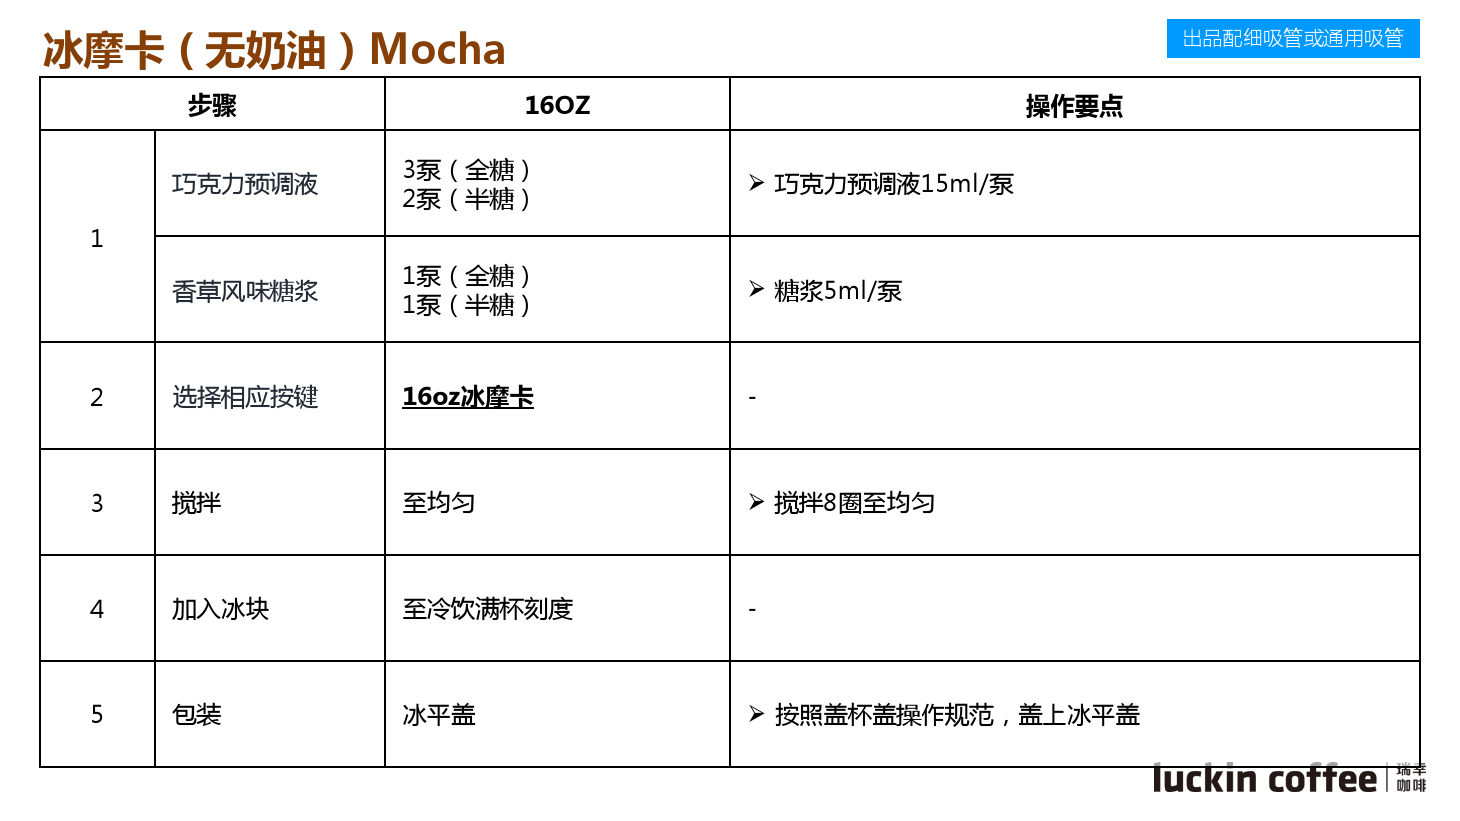 冰摩卡（无奶油）Mocha
出品配细吸管或通用吸管
步骤
16OZ
操作要点
1
巧克力预调液
3泵（全糖）
2泵（半糖）
➢ 巧克力预调液15ml/泵
香草风味糖浆
1泵（全糖）
1泵（半糖）
➢ 糖浆5ml/泵
2
选择相应按键
16oz冰摩卡
-
3
搅拌
至均匀
➢ 搅拌8圈至均匀
4
加入冰块
至冷饮满杯刻度
-
5
包装
冰平盖
➢ 按照盖杯盖操作规范，盖上冰平盖
luckin coffee
瑞幸
咖啡